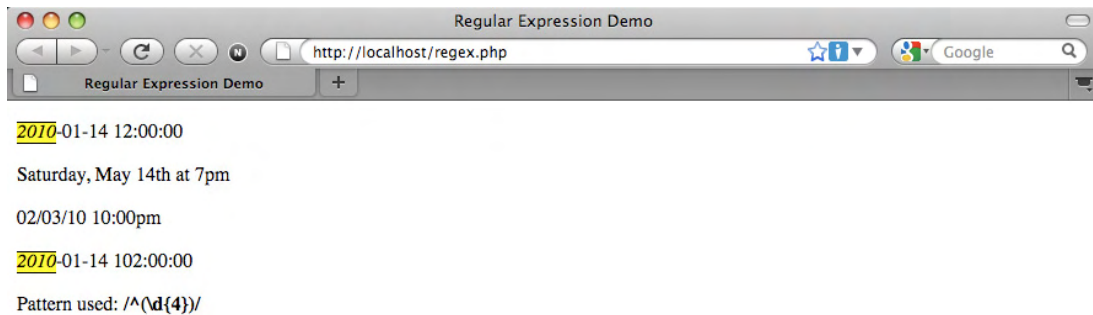 Regular Expression Demo
N http://localhost/regex.php Google
Regular Expression Demo +
2010-01-14 12:00:00
Saturday, May 14th at 7pm
02/03/10 10:00pm
2010-01-14 102:00:00
Pattern used: /^(\d{4})/